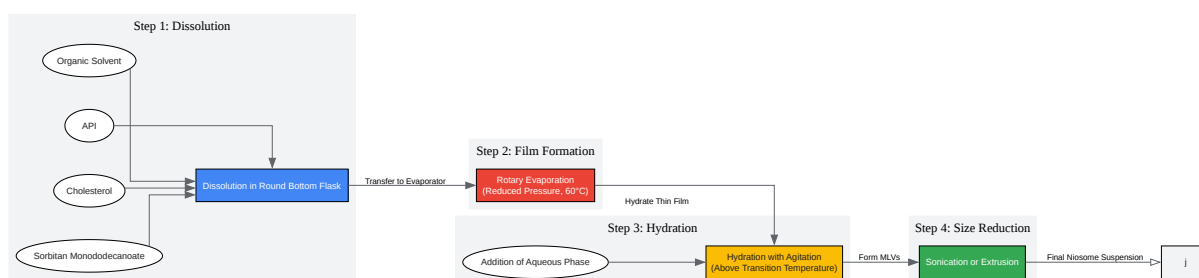 Step 1: Dissolution
Organic Solvent
API
Cholesterol
Sorbitan Monododecanoate
Dissolution in Round Bottom Flask
Transfer to Evaporator
Step 2: Film Formation
Rotary Evaporation
(Reduced Pressure, 60°C)
Hydrate Thin Film
Step 3: Hydration
Addition of Aqueous Phase
Hydration with Agitation
(Above Transition Temperature)
Form MLVs
Step 4: Size Reduction
Sonication or Extrusion
Final Niosome Suspension
j